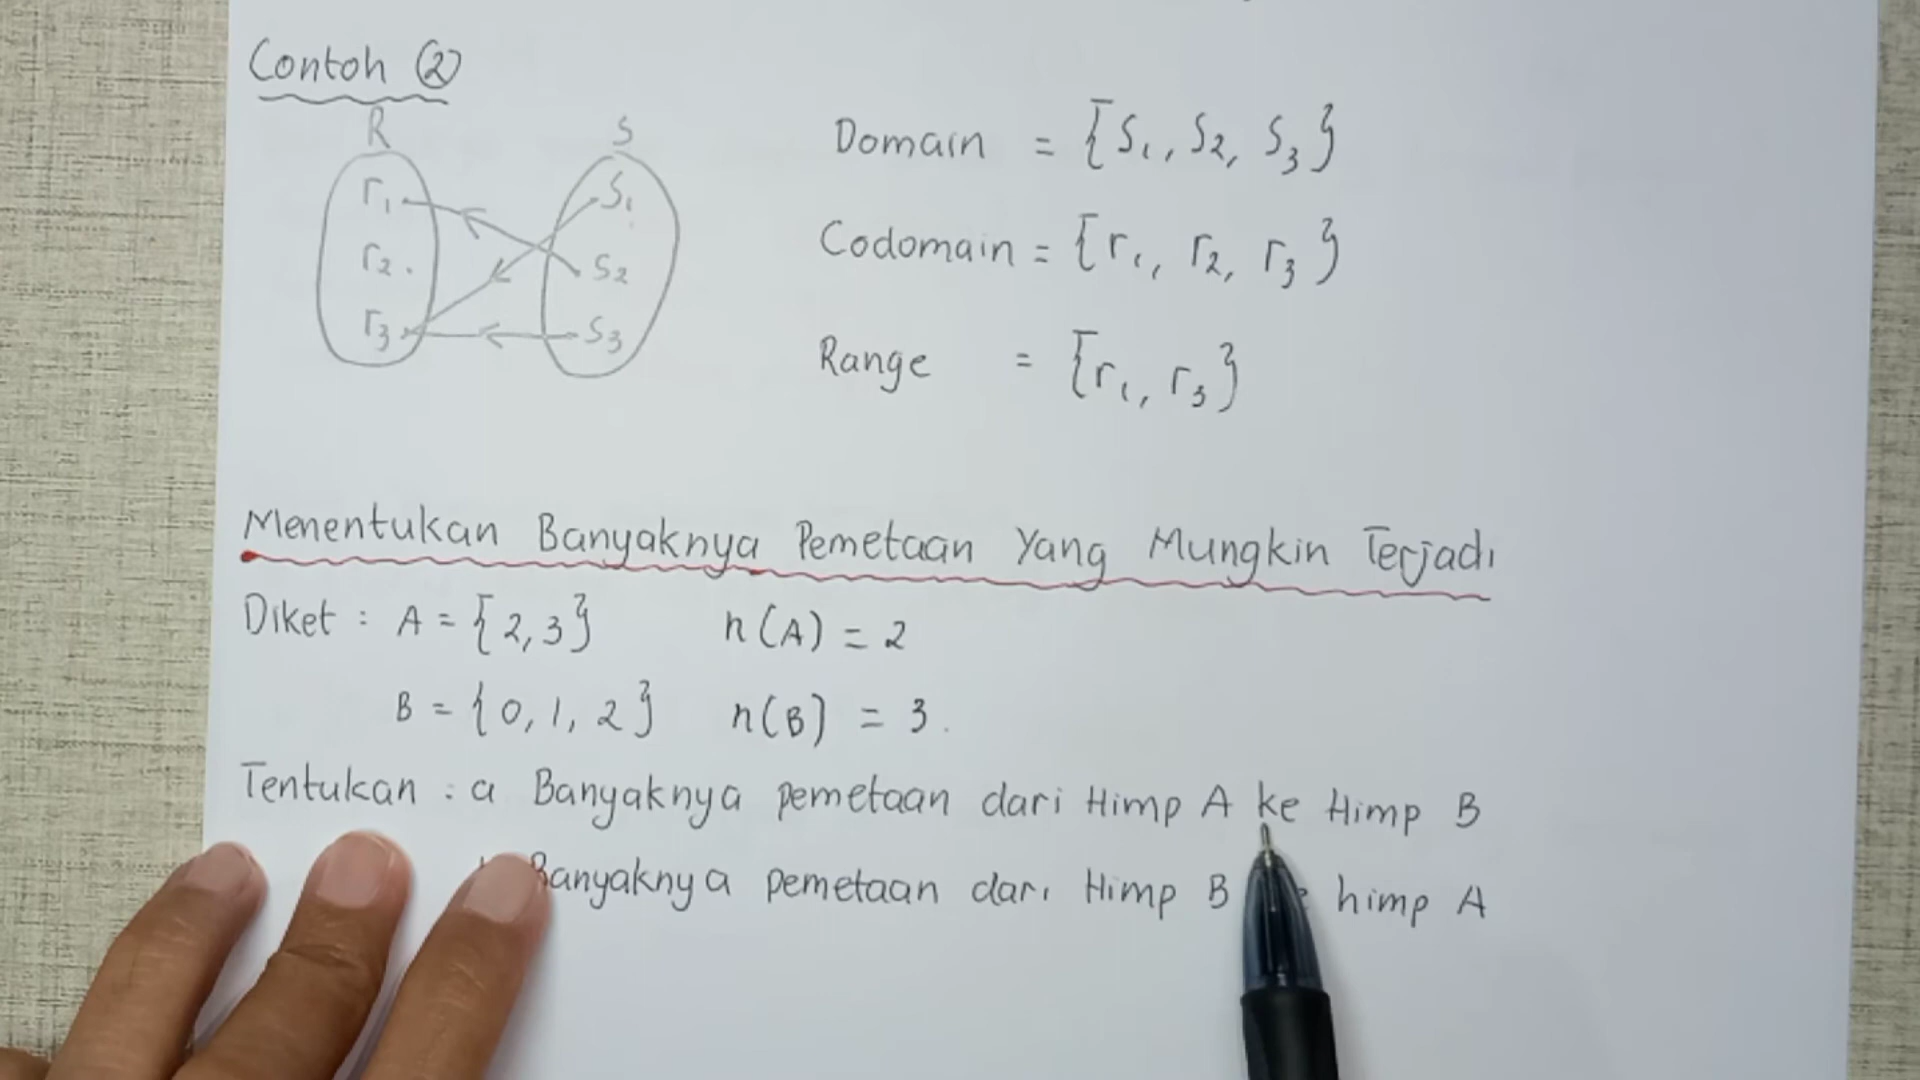 Contoh ②
R S
r₁ S₁
r₂ S₂
r₃ S₃
Domain = {S₁, S₂, S₃}
Codomain = {r₁, r₂, r₃}
Range = {r₁, r₃}
Menentukan Banyaknya Pemetaan Yang Mungkin Terjadi
Diket : A = {2,3} n(A) = 2
B = {0, 1, 2} n(B) = 3.
Tentukan : a Banyaknya pemetaan dari Himp A ke Himp B
Banyaknya pemetaan dari Himp B himp A